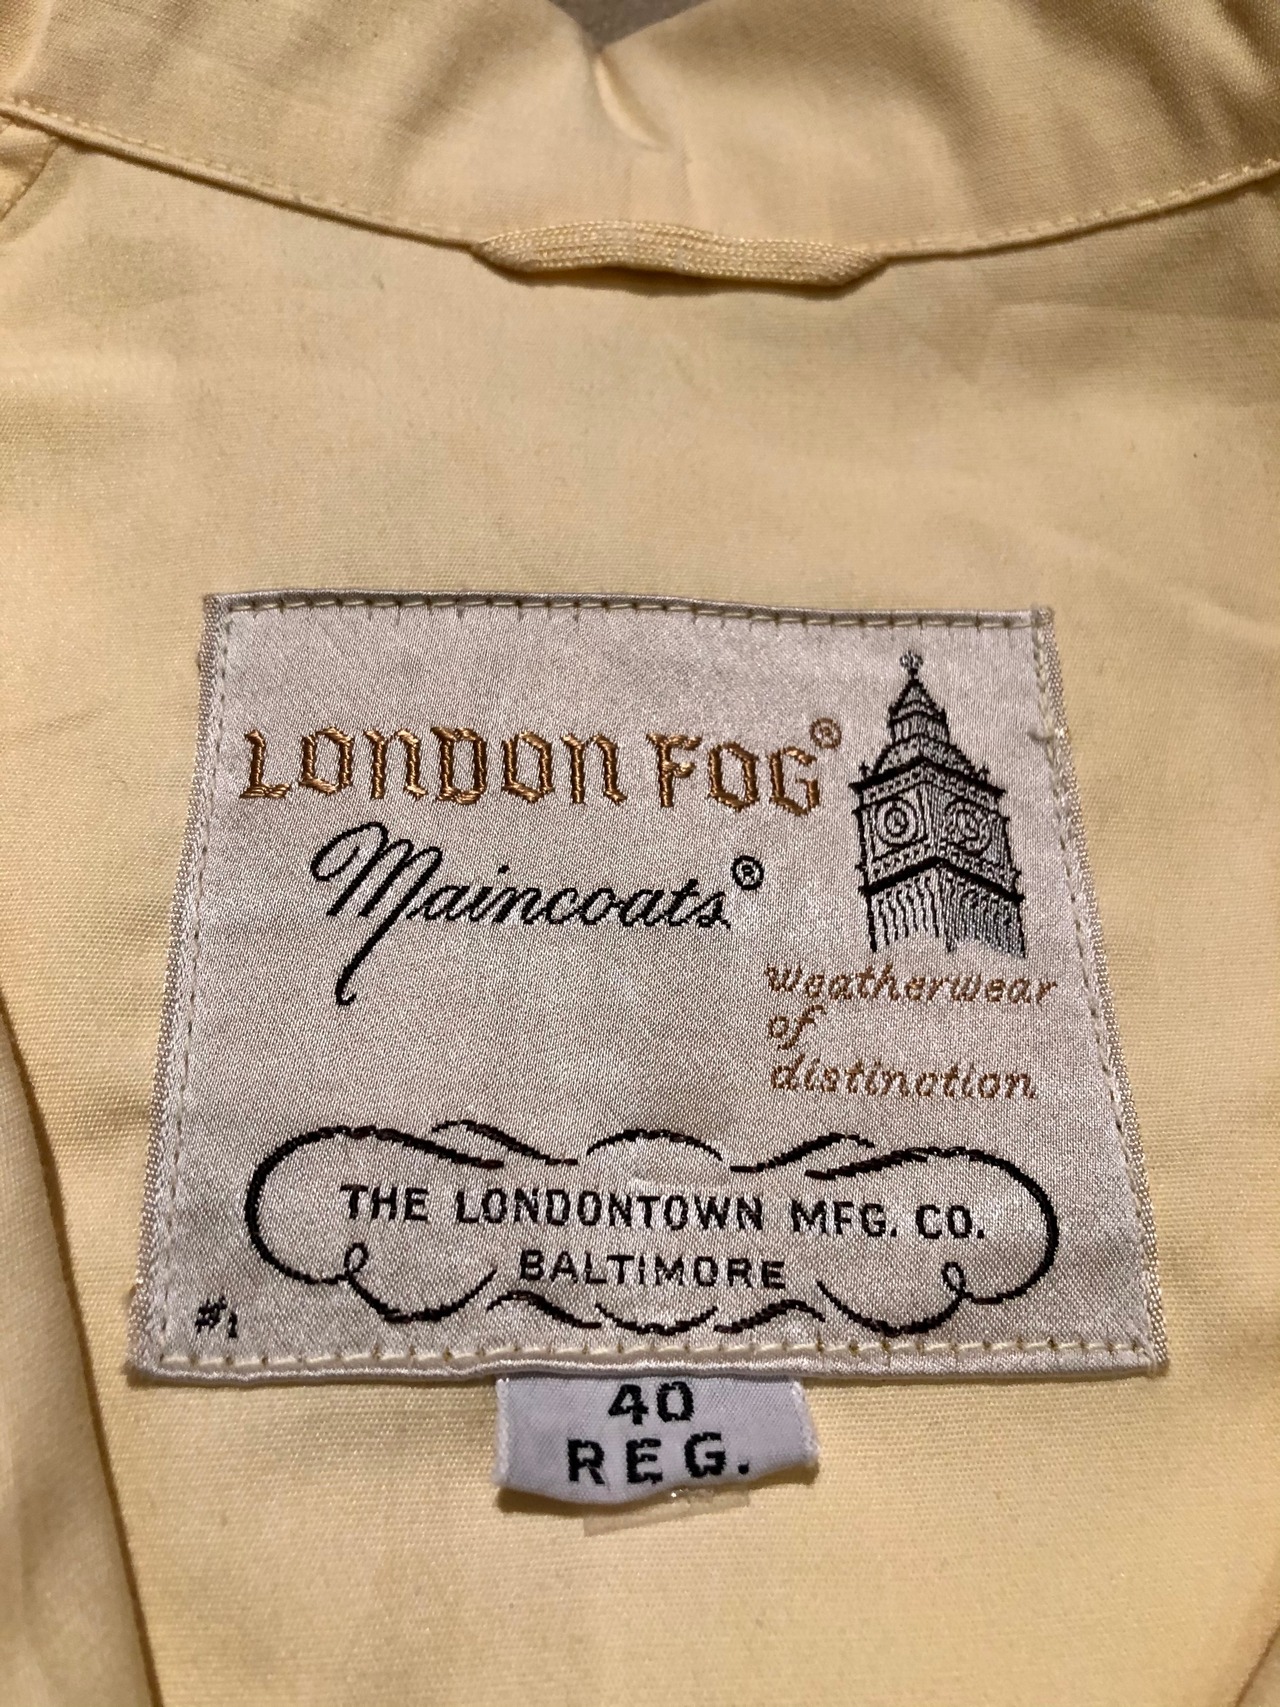 LONDON FOG®
Maincoats®
weatherwear
of
distinction
THE LONDONTOWN MFG. CO.
BALTIMORE
#1
40
REG.